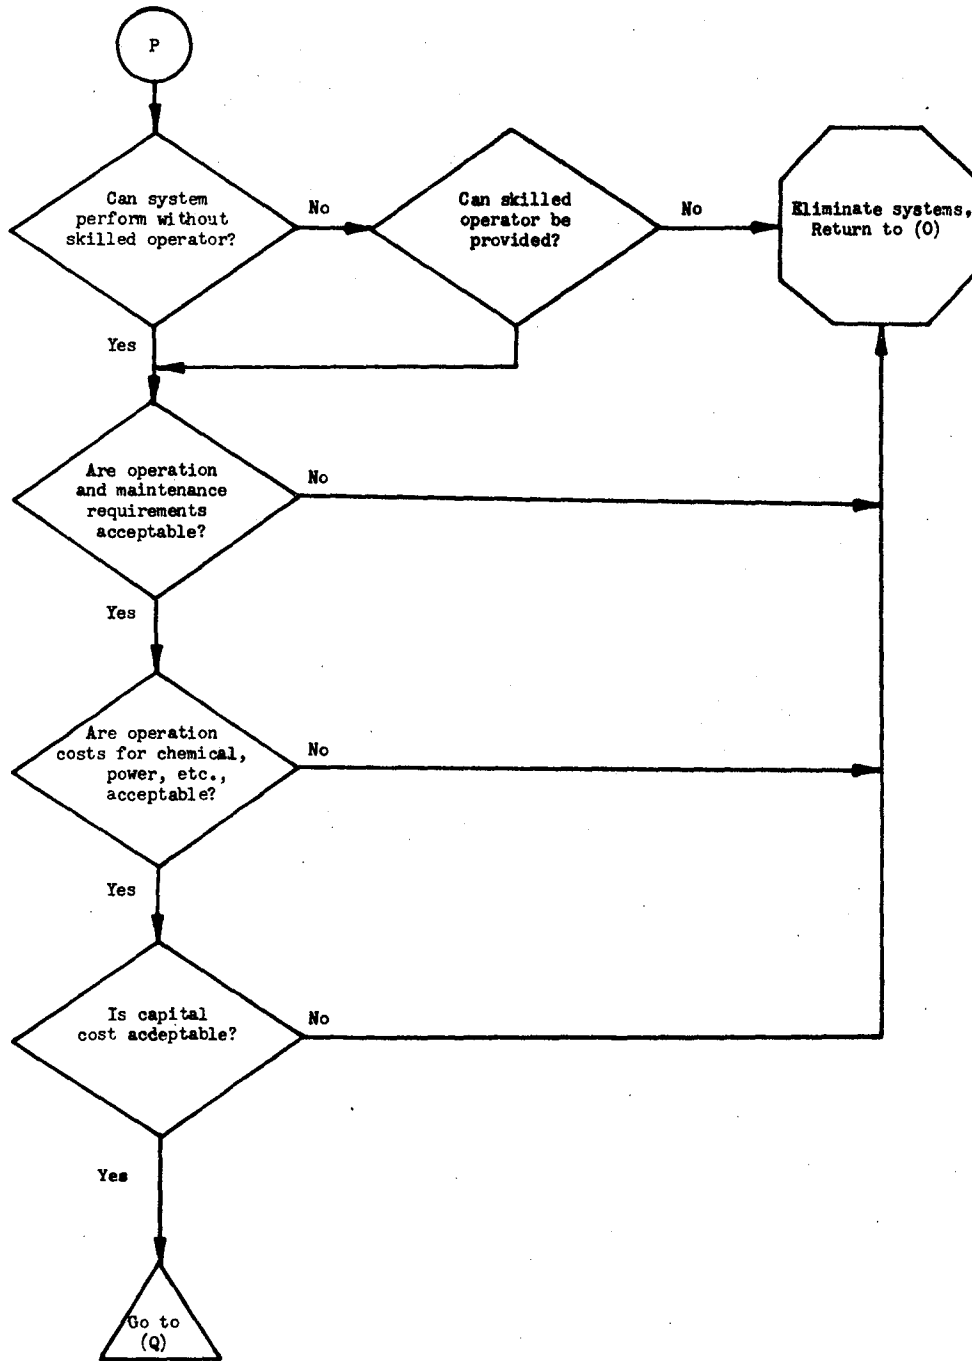 P
Can system
perform without
skilled operator?
No
Can skilled
operator be
provided?
No
Eliminate systems,
Return to (O)
Yes
Are operation
and maintenance
requirements
acceptable?
No
Yes
Are operation
costs for chemical,
power, etc.,
acceptable?
No
Yes
Is capital
cost acceptable?
No
Yes
Go to
(Q)